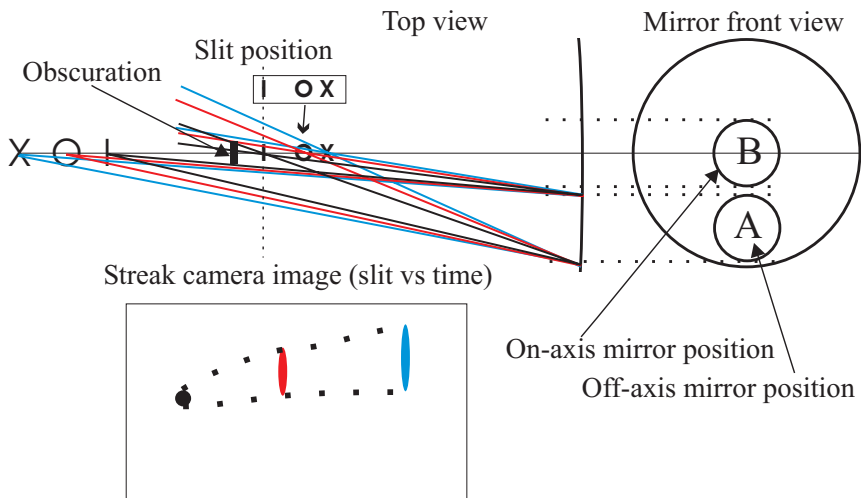 Top view
Mirror front view
Slit position
Obscuration
I O X
X O I
I O X
B
A
Streak camera image (slit vs time)
On-axis mirror position
Off-axis mirror position